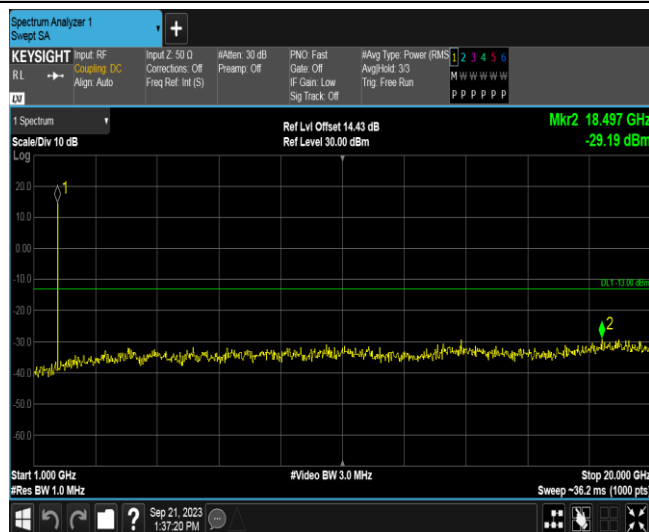 Spectrum Analyzer 1
Swept SA
+
KEYSIGHT
RL
LXI
Input: RF
Coupling: DC
Align: Auto
Input Z: 50 Ω
Corrections: Off
Freq Ref: Int (S)
#Atten: 30 dB
Preamp: Off
PNO: Fast
Gate: Off
IF Gain: Low
Sig Track: Off
#Avg Type: Power (RMS
Avg|Hold: 3/3
Trig: Free Run
1 2 3 4 5 6
M W W W W W
P P P P P P
1 Spectrum
Scale/Div 10 dB
Log
Ref Lvl Offset 14.43 dB
Ref Level 30.00 dBm
Mkr2 18.497 GHz
-29.19 dBm
20.0
10.0
0.00
-10.0
-20.0
-30.0
-40.0
-50.0
-60.0
1
DL1 -13.00 dBm
2
Start 1.000 GHz
#Res BW 1.0 MHz
#Video BW 3.0 MHz
Stop 20.000 GHz
Sweep ~36.2 ms (1000 pts)
?
Sep 21, 2023
1:37:20 PM